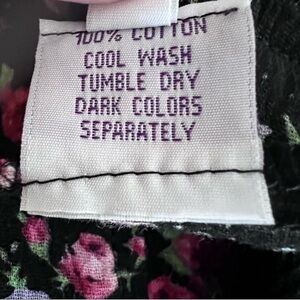 100% COTTON
COOL WASH
TUMBLE DRY
DARK COLORS
SEPARATELY